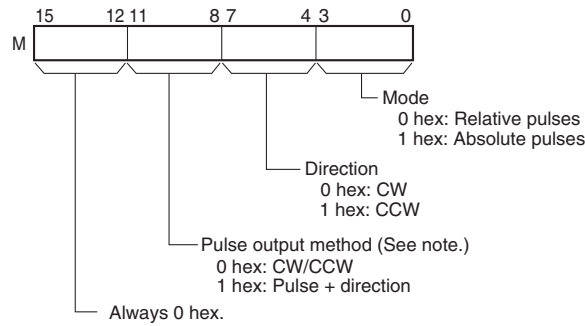 15 12 11 8 7 4 3 0
M
Mode
0 hex: Relative pulses
1 hex: Absolute pulses
Direction
0 hex: CW
1 hex: CCW
Pulse output method (See note.)
0 hex: CW/CCW
1 hex: Pulse + direction
Always 0 hex.